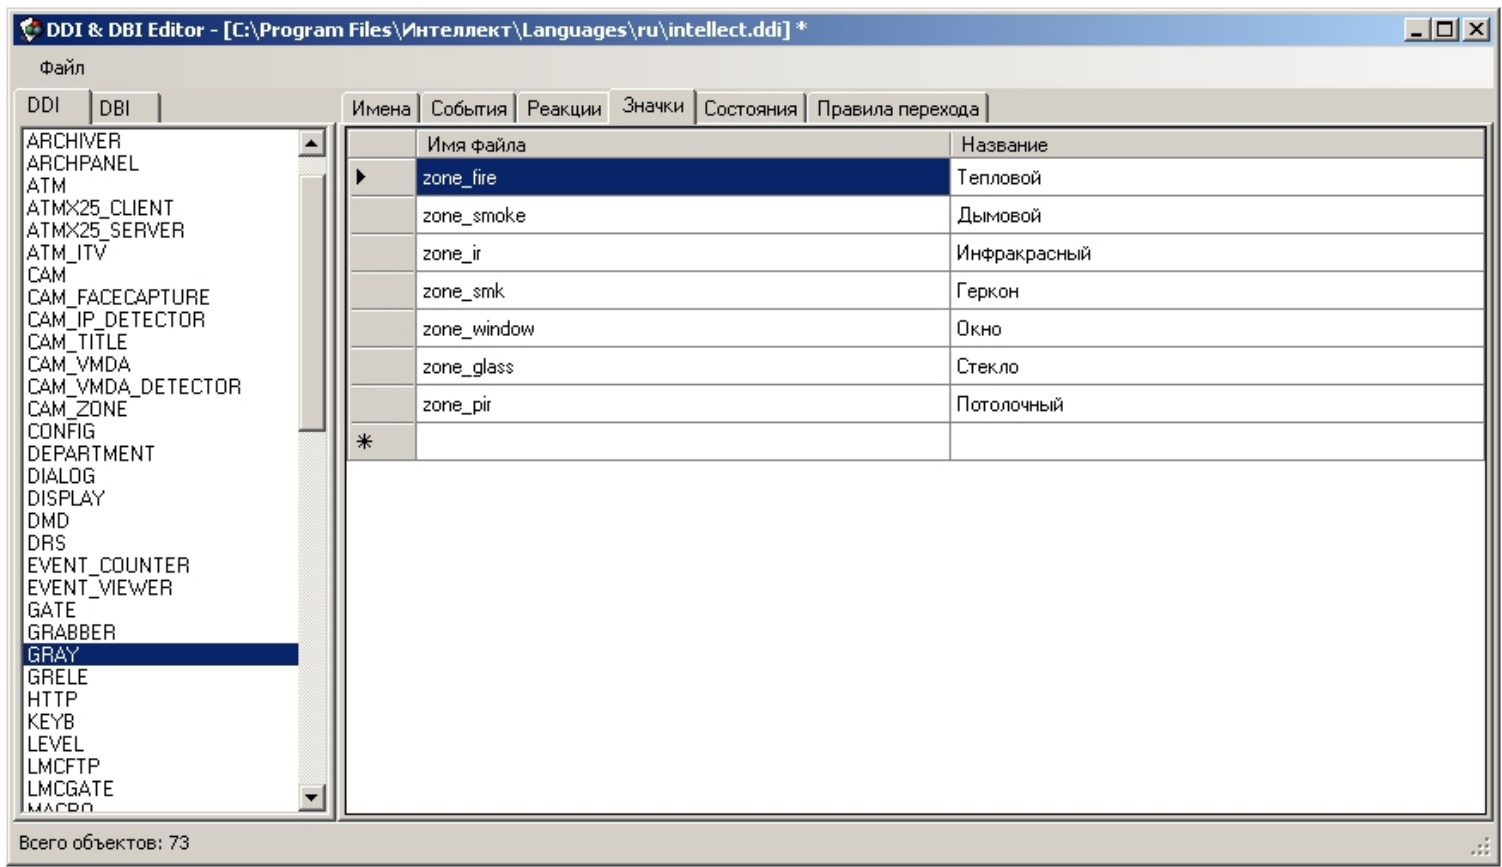 DDI & DBI Editor - [C:\Program Files\Интеллект\Languages\ru\intellect.ddi] *
Файл
DDI DBI
Имена События Реакции Значки Состояния Правила перехода
ARCHIVER
ARCHPANEL
ATM
ATMX25_CLIENT
ATMX25_SERVER
ATM_ITV
CAM
CAM_FACECAPTURE
CAM_IP_DETECTOR
CAM_TITLE
CAM_VMDA
CAM_VMDA_DETECTOR
CAM_ZONE
CONFIG
DEPARTMENT
DIALOG
DISPLAY
DMD
DRS
EVENT_COUNTER
EVENT_VIEWER
GATE
GRABBER
GRAY
GRELE
HTTP
KEYB
LEVEL
LMCFTP
LMCGATE
MACRO
Имя файла Название
zone_fire Тепловой
zone_smoke Дымовой
zone_ir Инфракрасный
zone_smk Геркон
zone_window Окно
zone_glass Стекло
zone_pir Потолочный
Всего объектов: 73